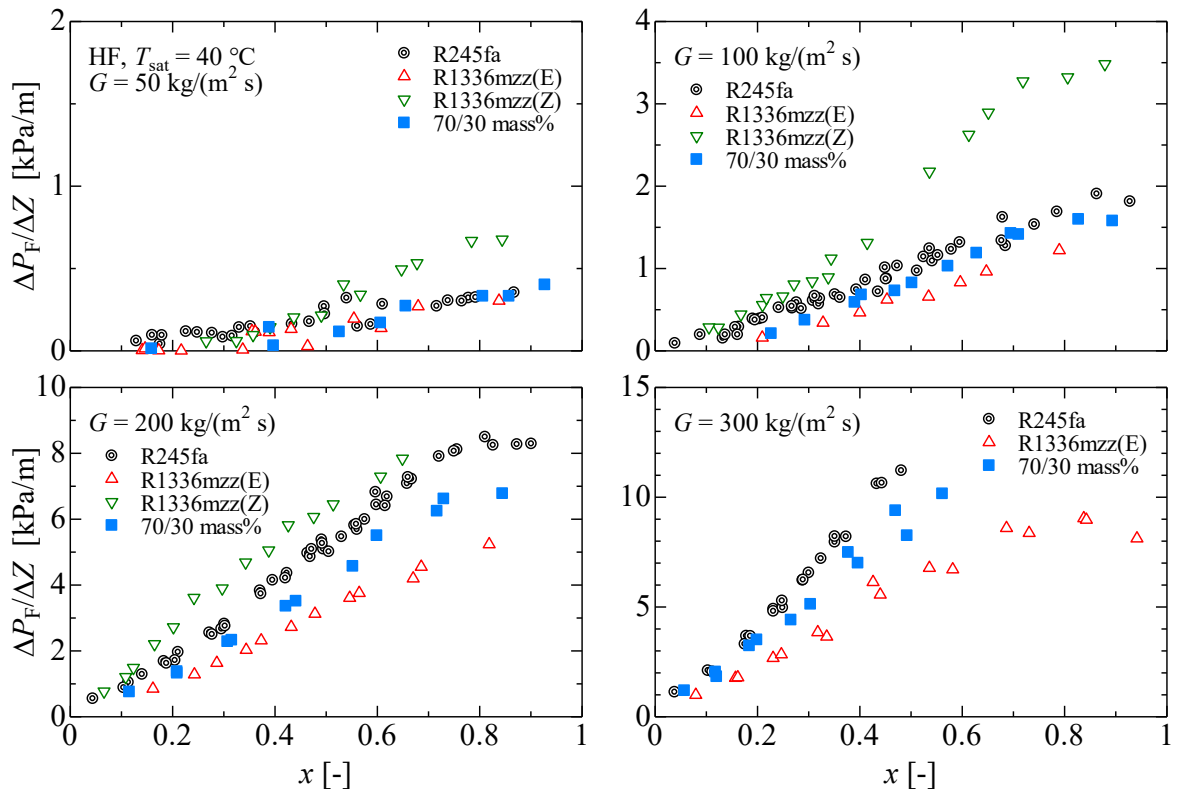 HF, T_sat = 40 °C
G = 50 kg/(m² s)
R245fa
R1336mzz(E)
R1336mzz(Z)
70/30 mass%
ΔP_F/ΔZ [kPa/m]
2
1
0
G = 100 kg/(m² s)
R245fa
R1336mzz(E)
R1336mzz(Z)
70/30 mass%
4
3
2
1
0
G = 200 kg/(m² s)
R245fa
R1336mzz(E)
R1336mzz(Z)
70/30 mass%
ΔP_F/ΔZ [kPa/m]
10
8
6
4
2
0
0 0.2 0.4 0.6 0.8 1
x [-]
G = 300 kg/(m² s)
R245fa
R1336mzz(E)
70/30 mass%
15
10
5
0
0 0.2 0.4 0.6 0.8 1
x [-]